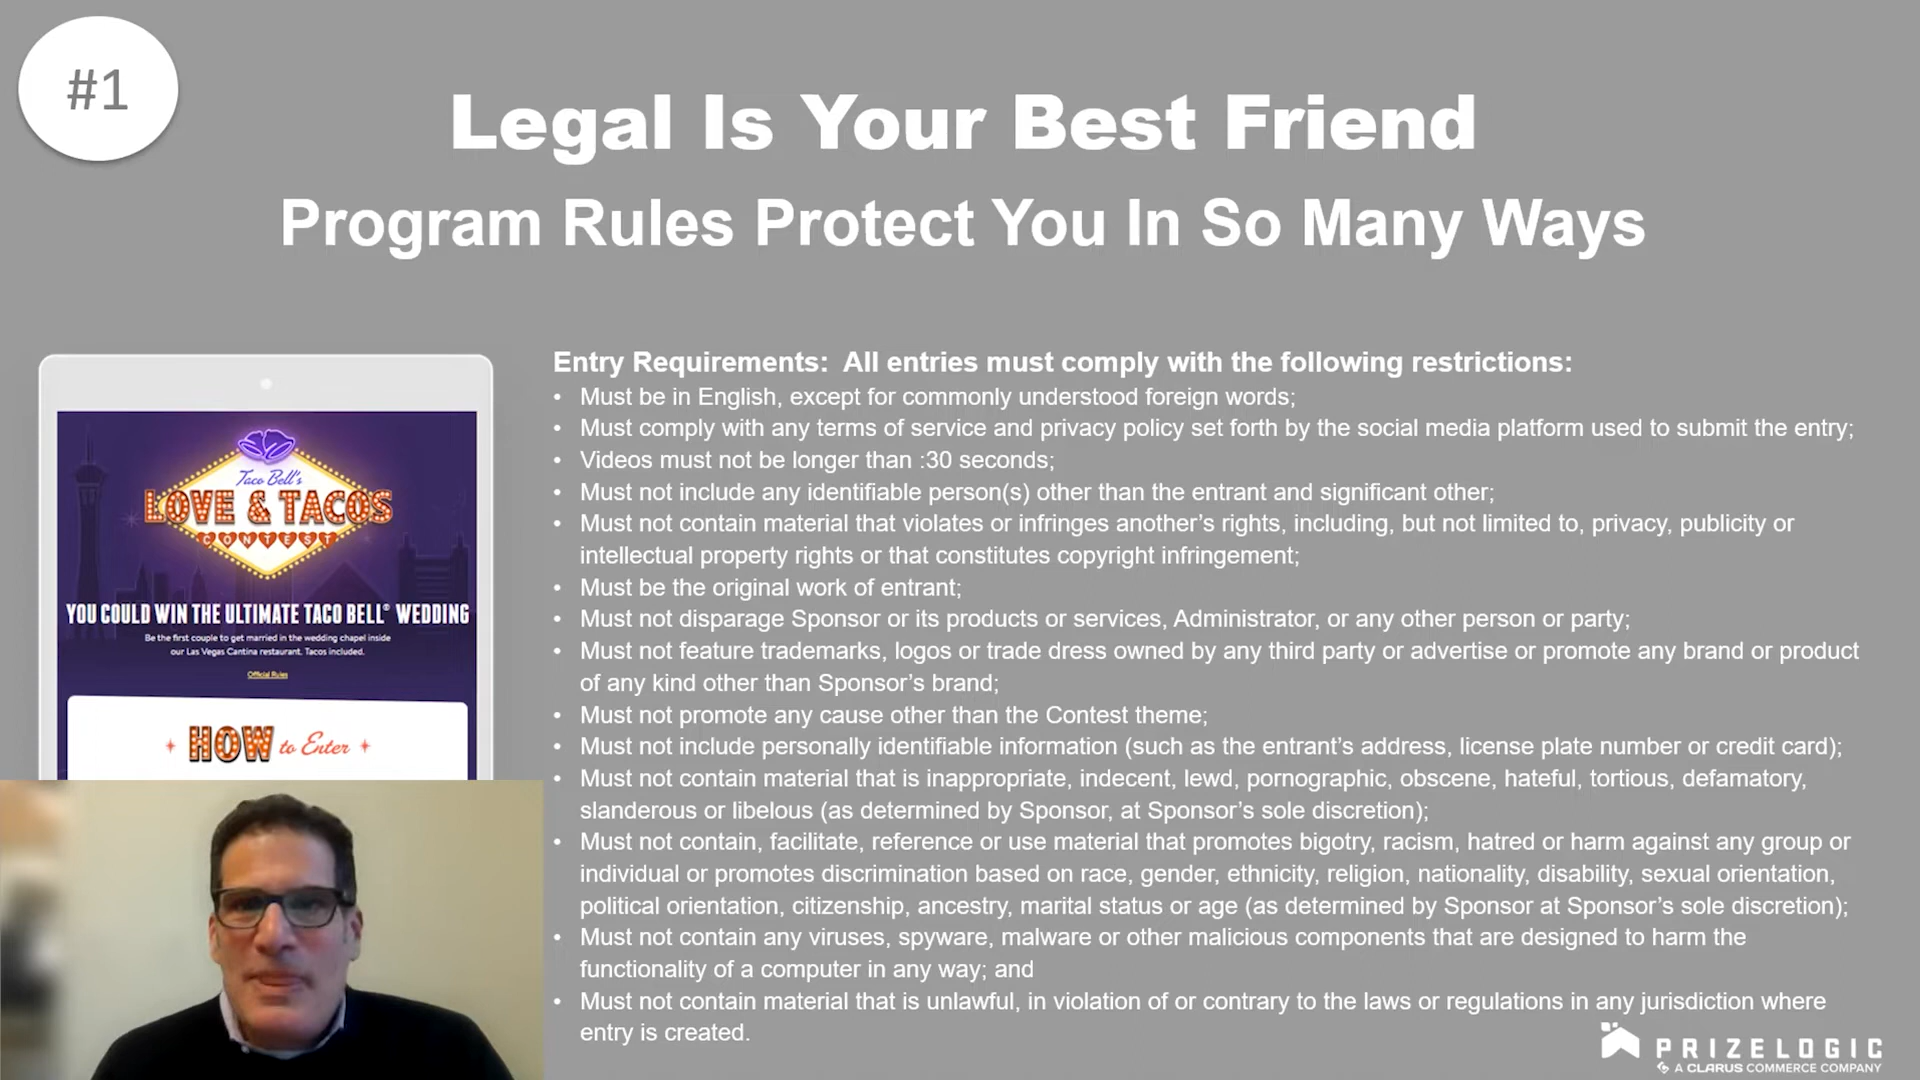 #1
Legal Is Your Best Friend
Program Rules Protect You In So Many Ways
Taco Bell's
LOVE & TACOS
CONTEST
YOU COULD WIN THE ULTIMATE TACO BELL® WEDDING
Be the first couple to get married in the wedding chapel inside
our Las Vegas Cantina restaurant. Tacos included.
Official Rules
HOW to Enter
Entry Requirements: All entries must comply with the following restrictions:
• Must be in English, except for commonly understood foreign words;
• Must comply with any terms of service and privacy policy set forth by the social media platform used to submit the entry;
• Videos must not be longer than :30 seconds;
• Must not include any identifiable person(s) other than the entrant and significant other;
• Must not contain material that violates or infringes another’s rights, including, but not limited to, privacy, publicity or
intellectual property rights or that constitutes copyright infringement;
• Must be the original work of entrant;
• Must not disparage Sponsor or its products or services, Administrator, or any other person or party;
• Must not feature trademarks, logos or trade dress owned by any third party or advertise or promote any brand or product
of any kind other than Sponsor’s brand;
• Must not promote any cause other than the Contest theme;
• Must not include personally identifiable information (such as the entrant’s address, license plate number or credit card);
• Must not contain material that is inappropriate, indecent, lewd, pornographic, obscene, hateful, tortious, defamatory,
slanderous or libelous (as determined by Sponsor, at Sponsor’s sole discretion);
• Must not contain, facilitate, reference or use material that promotes bigotry, racism, hatred or harm against any group or
individual or promotes discrimination based on race, gender, ethnicity, religion, nationality, disability, sexual orientation,
political orientation, citizenship, ancestry, marital status or age (as determined by Sponsor at Sponsor’s sole discretion);
• Must not contain any viruses, spyware, malware or other malicious components that are designed to harm the
functionality of a computer in any way; and
• Must not contain material that is unlawful, in violation of or contrary to the laws or regulations in any jurisdiction where
entry is created.
PRIZELOGIC
A CLARUS COMMERCE COMPANY